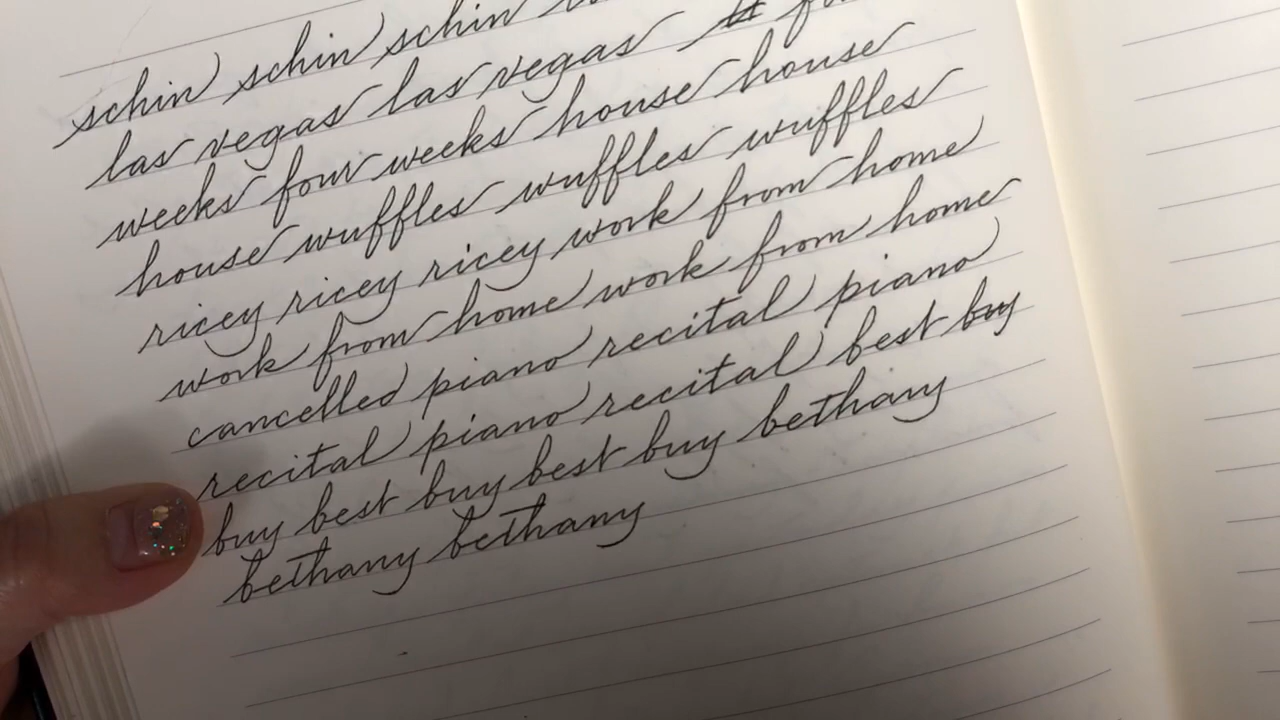 schin schin schin
las vegas las vegas
weeks four weeks house house
house wuffles wuffles wuffles
ricey ricey ricey work from home
work from home work from home
cancelled piano recital piano
recital piano recital best buy
buy best buy best buy bethany
bethany bethany